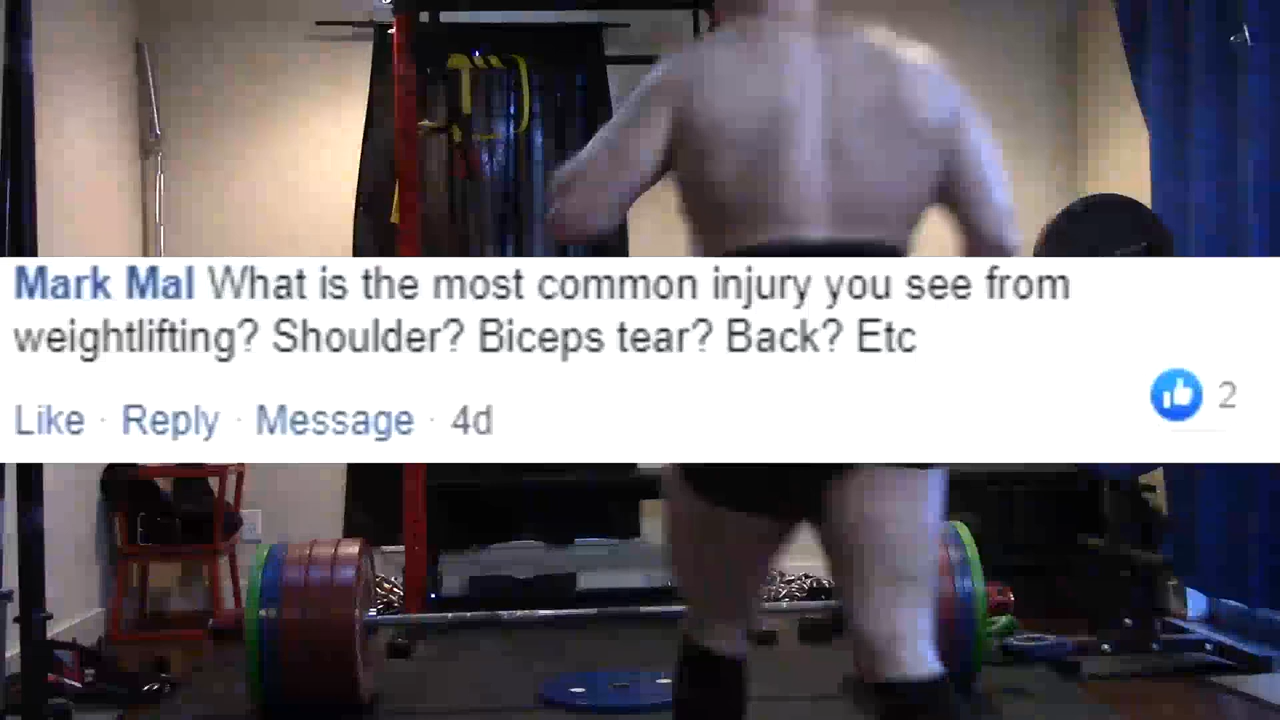 Mark Mal What is the most common injury you see from
weightlifting? Shoulder? Biceps tear? Back? Etc
Like · Reply · Message · 4d
2